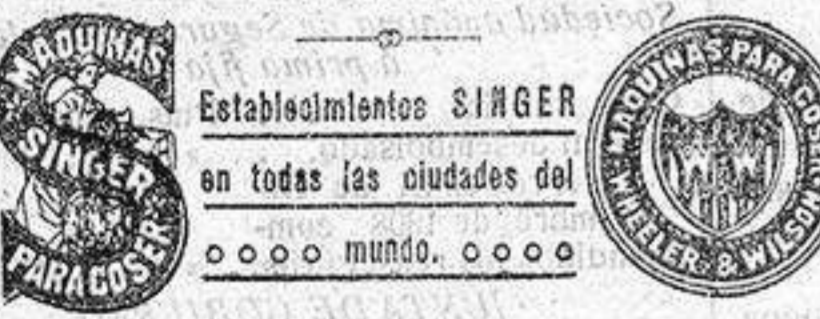 MAQUINAS
SINGER
PARA COSER
Establecimientos SINGER
en todas las ciudades del
mundo.
MAQUINAS PARA COSER
W & W
WHEELER & WILSON